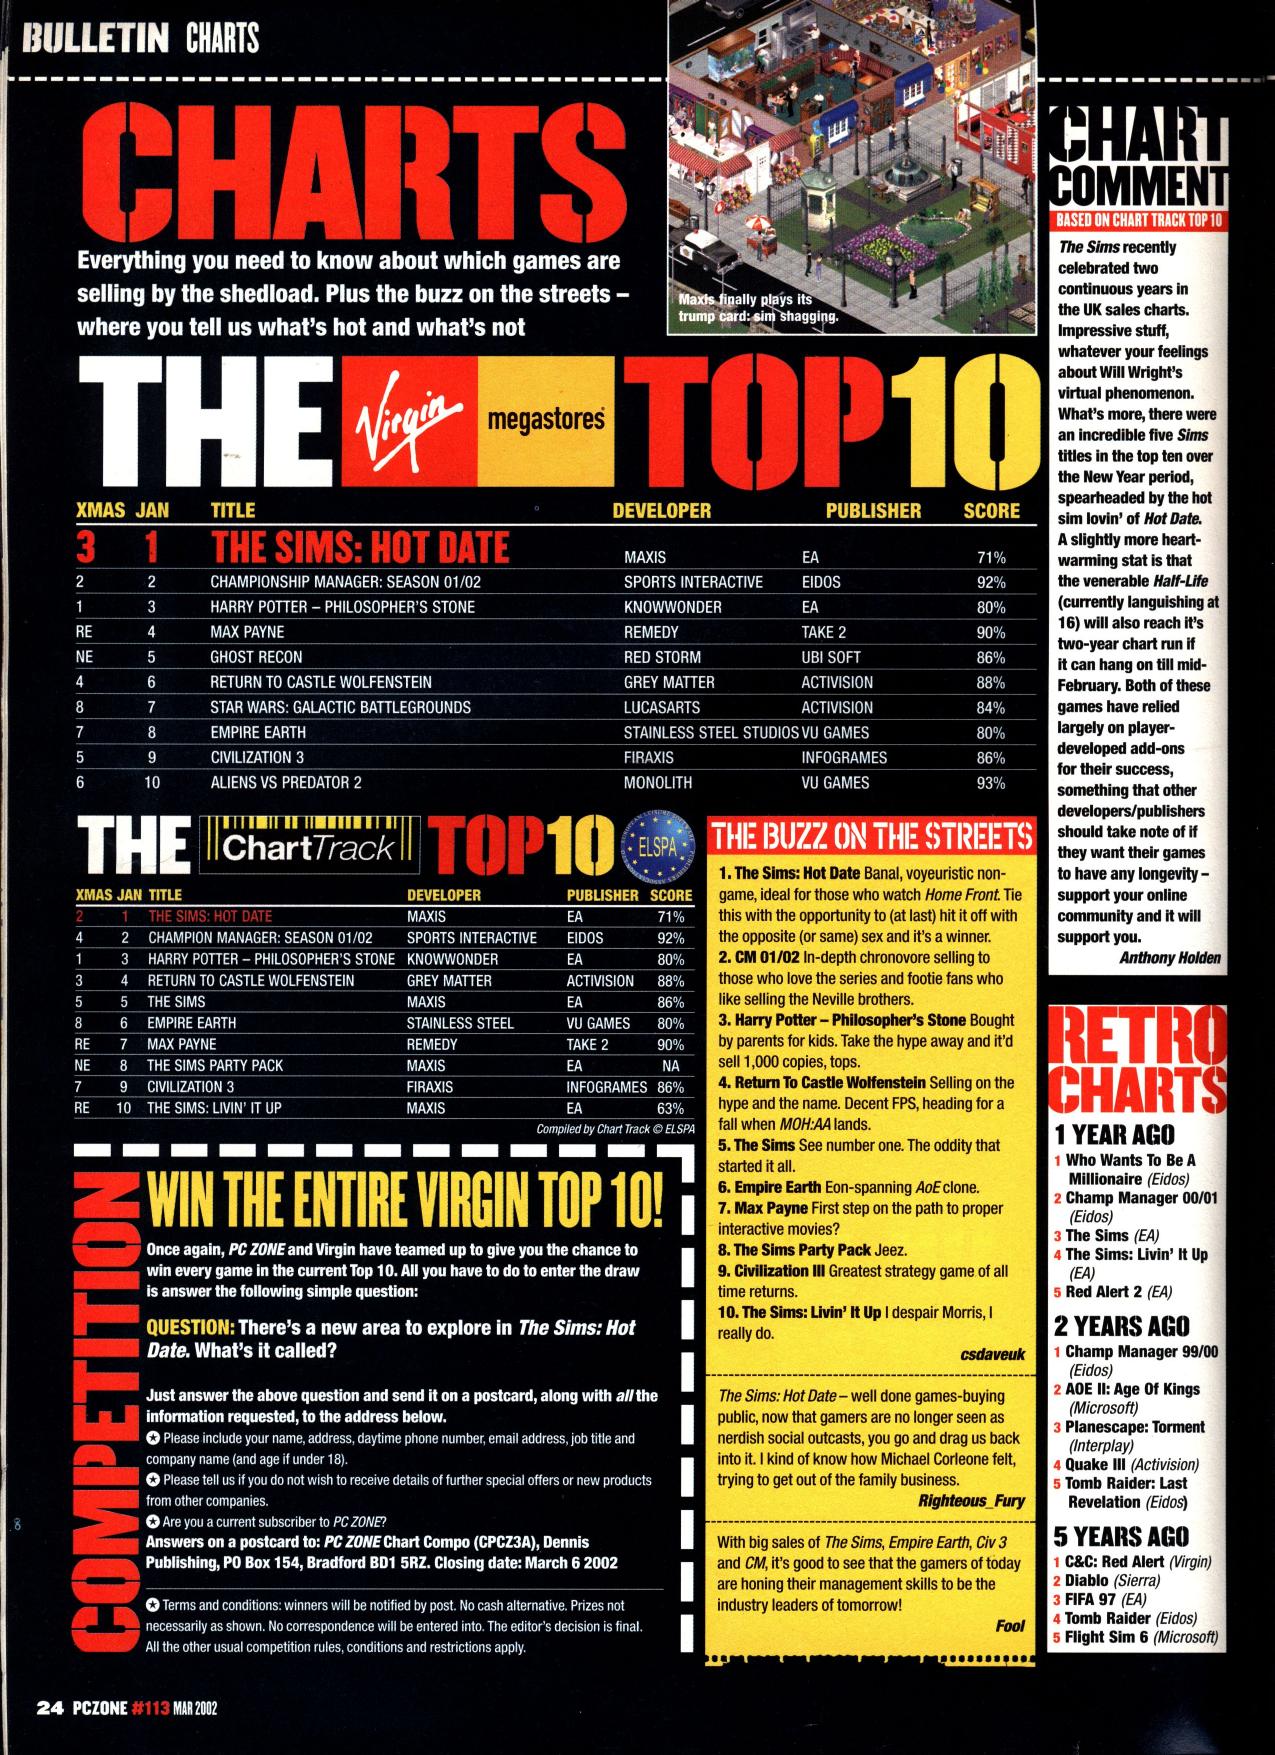 BULLETIN CHARTS
CHARTS
Everything you need to know about which games are
selling by the shedload. Plus the buzz on the streets –
where you tell us what's hot and what's not
Maxis finally plays its
trump card: sim shagging.
THE Virgin megastores TOP10
XMAS JAN TITLE DEVELOPER PUBLISHER SCORE
3 1 THE SIMS: HOT DATE MAXIS EA 71%
2 2 CHAMPIONSHIP MANAGER: SEASON 01/02 SPORTS INTERACTIVE EIDOS 92%
1 3 HARRY POTTER – PHILOSOPHER'S STONE KNOWWONDER EA 80%
RE 4 MAX PAYNE REMEDY TAKE 2 90%
NE 5 GHOST RECON RED STORM UBI SOFT 86%
4 6 RETURN TO CASTLE WOLFENSTEIN GREY MATTER ACTIVISION 88%
8 7 STAR WARS: GALACTIC BATTLEGROUNDS LUCASARTS ACTIVISION 84%
7 8 EMPIRE EARTH STAINLESS STEEL STUDIOS VU GAMES 80%
5 9 CIVILIZATION 3 FIRAXIS INFOGRAMES 86%
6 10 ALIENS VS PREDATOR 2 MONOLITH VU GAMES 93%
THE ChartTrack TOP10 ELSPA
XMAS JAN TITLE DEVELOPER PUBLISHER SCORE
2 1 THE SIMS: HOT DATE MAXIS EA 71%
4 2 CHAMPION MANAGER: SEASON 01/02 SPORTS INTERACTIVE EIDOS 92%
1 3 HARRY POTTER – PHILOSOPHER'S STONE KNOWWONDER EA 80%
3 4 RETURN TO CASTLE WOLFENSTEIN GREY MATTER ACTIVISION 88%
5 5 THE SIMS MAXIS EA 86%
8 6 EMPIRE EARTH STAINLESS STEEL VU GAMES 80%
RE 7 MAX PAYNE REMEDY TAKE 2 90%
NE 8 THE SIMS PARTY PACK MAXIS EA NA
7 9 CIVILIZATION 3 FIRAXIS INFOGRAMES 86%
RE 10 THE SIMS: LIVIN' IT UP MAXIS EA 63%
Compiled by Chart Track © ELSPA
COMPETITION
WIN THE ENTIRE VIRGIN TOP 10!
Once again, PC ZONE and Virgin have teamed up to give you the chance to
win every game in the current Top 10. All you have to do to enter the draw
is answer the following simple question:
QUESTION: There's a new area to explore in The Sims: Hot
Date. What's it called?
Just answer the above question and send it on a postcard, along with all the
information requested, to the address below.
✪ Please include your name, address, daytime phone number, email address, job title and
company name (and age if under 18).
✪ Please tell us if you do not wish to receive details of further special offers or new products
from other companies.
✪ Are you a current subscriber to PC ZONE?
Answers on a postcard to: PC ZONE Chart Compo (CPCZ3A), Dennis
Publishing, PO Box 154, Bradford BD1 5RZ. Closing date: March 6 2002
✪ Terms and conditions: winners will be notified by post. No cash alternative. Prizes not
necessarily as shown. No correspondence will be entered into. The editor's decision is final.
All the other usual competition rules, conditions and restrictions apply.
THE BUZZ ON THE STREETS
1. The Sims: Hot Date Banal, voyeuristic non-
game, ideal for those who watch Home Front. Tie
this with the opportunity to (at last) hit it off with
the opposite (or same) sex and it's a winner.
2. CM 01/02 In-depth chronovore selling to
those who love the series and footie fans who
like selling the Neville brothers.
3. Harry Potter – Philosopher's Stone Bought
by parents for kids. Take the hype away and it'd
sell 1,000 copies, tops.
4. Return To Castle Wolfenstein Selling on the
hype and the name. Decent FPS, heading for a
fall when MOH:AA lands.
5. The Sims See number one. The oddity that
started it all.
6. Empire Earth Eon-spanning AoE clone.
7. Max Payne First step on the path to proper
interactive movies?
8. The Sims Party Pack Jeez.
9. Civilization III Greatest strategy game of all
time returns.
10. The Sims: Livin' It Up I despair Morris, I
really do.
csdaveuk
The Sims: Hot Date – well done games-buying
public, now that gamers are no longer seen as
nerdish social outcasts, you go and drag us back
into it. I kind of know how Michael Corleone felt,
trying to get out of the family business.
Righteous_Fury
With big sales of The Sims, Empire Earth, Civ 3
and CM, it's good to see that the gamers of today
are honing their management skills to be the
industry leaders of tomorrow!
Fool
CHART
COMMENT
BASED ON CHART TRACK TOP 10
The Sims recently
celebrated two
continuous years in
the UK sales charts.
Impressive stuff,
whatever your feelings
about Will Wright's
virtual phenomenon.
What's more, there were
an incredible five Sims
titles in the top ten over
the New Year period,
spearheaded by the hot
sim lovin' of Hot Date.
A slightly more heart-
warming stat is that
the venerable Half-Life
(currently languishing at
16) will also reach it's
two-year chart run if
it can hang on till mid-
February. Both of these
games have relied
largely on player-
developed add-ons
for their success,
something that other
developers/publishers
should take note of if
they want their games
to have any longevity –
support your online
community and it will
support you.
Anthony Holden
RETRO
CHARTS
1 YEAR AGO
1 Who Wants To Be A
Millionaire (Eidos)
2 Champ Manager 00/01
(Eidos)
3 The Sims (EA)
4 The Sims: Livin' It Up
(EA)
5 Red Alert 2 (EA)
2 YEARS AGO
1 Champ Manager 99/00
(Eidos)
2 AOE II: Age Of Kings
(Microsoft)
3 Planescape: Torment
(Interplay)
4 Quake III (Activision)
5 Tomb Raider: Last
Revelation (Eidos)
5 YEARS AGO
1 C&C: Red Alert (Virgin)
2 Diablo (Sierra)
3 FIFA 97 (EA)
4 Tomb Raider (Eidos)
5 Flight Sim 6 (Microsoft)
24 PCZONE #113 MAR 2002